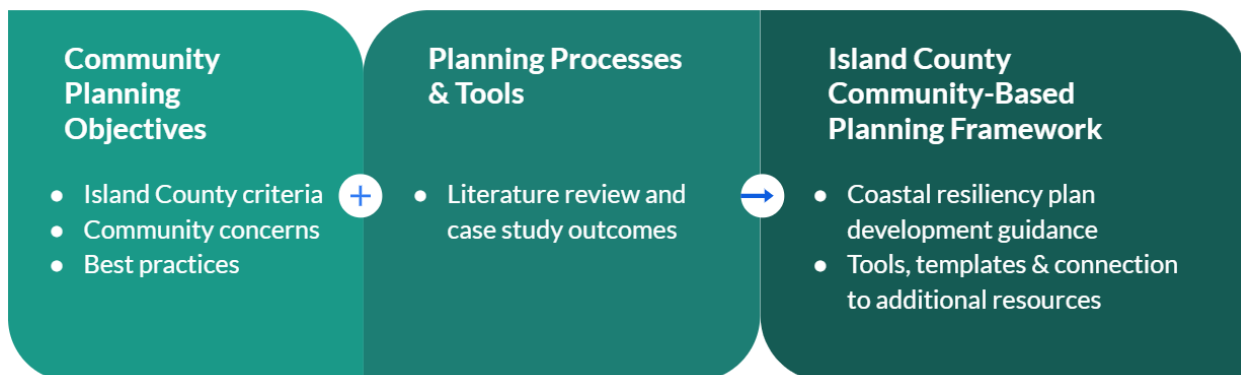 Community
Planning
Objectives
● Island County criteria
● Community concerns
● Best practices
+
Planning Processes
& Tools
● Literature review and
case study outcomes
→
Island County
Community-Based
Planning Framework
● Coastal resiliency plan
development guidance
● Tools, templates & connection
to additional resources